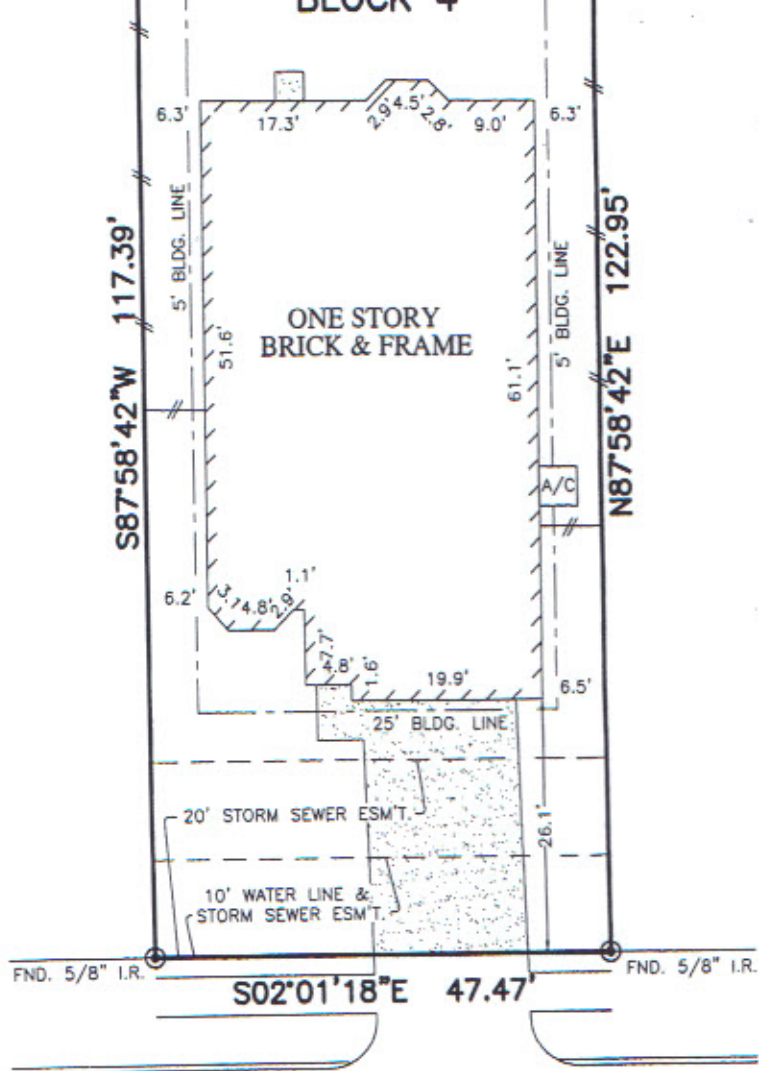 BLOCK 4
6.3'
17.3'
2.9'
4.5'
2.8'
9.0'
6.3'
5' BLDG. LINE
117.39'
S87°58'42"W
51.6'
ONE STORY
BRICK & FRAME
61.1'
5' BLDG. LINE
122.95'
N87°58'42"E
A/C
6.2'
3.1
4.8'
2.9'
1.1'
7.7'
4.8'
1.6'
19.9'
6.5'
25' BLDG. LINE
20' STORM SEWER ESM'T.
26.1'
10' WATER LINE &
STORM SEWER ESM'T.
FND. 5/8" I.R.
FND. 5/8" I.R.
S02°01'18"E 47.47'